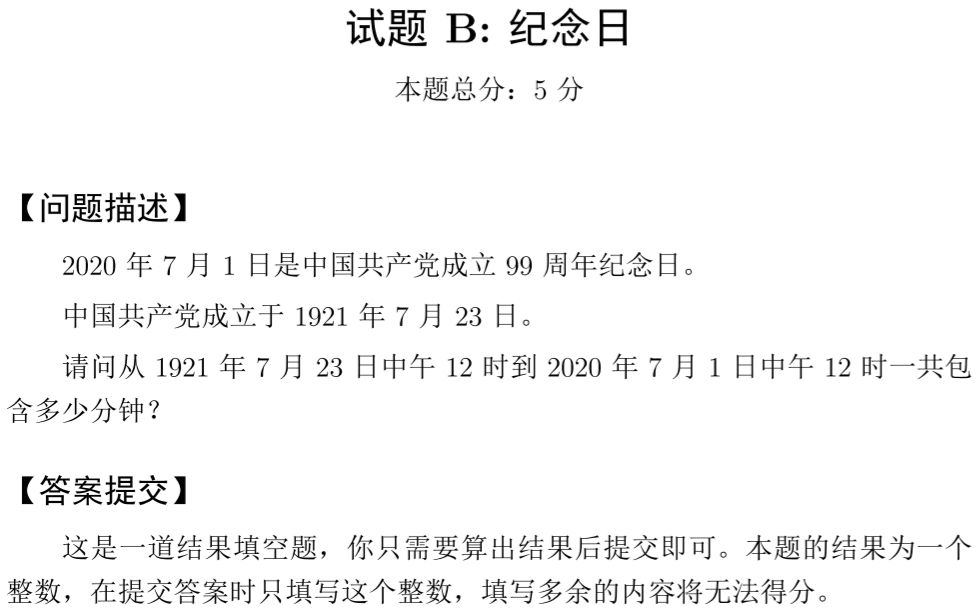 试题 B: 纪念日
本题总分：5 分
【问题描述】
2020 年 7 月 1 日是中国共产党成立 99 周年纪念日。
中国共产党成立于 1921 年 7 月 23 日。
请问从 1921 年 7 月 23 日中午 12 时到 2020 年 7 月 1 日中午 12 时一共包
含多少分钟？
【答案提交】
这是一道结果填空题，你只需要算出结果后提交即可。本题的结果为一个
整数，在提交答案时只填写这个整数，填写多余的内容将无法得分。